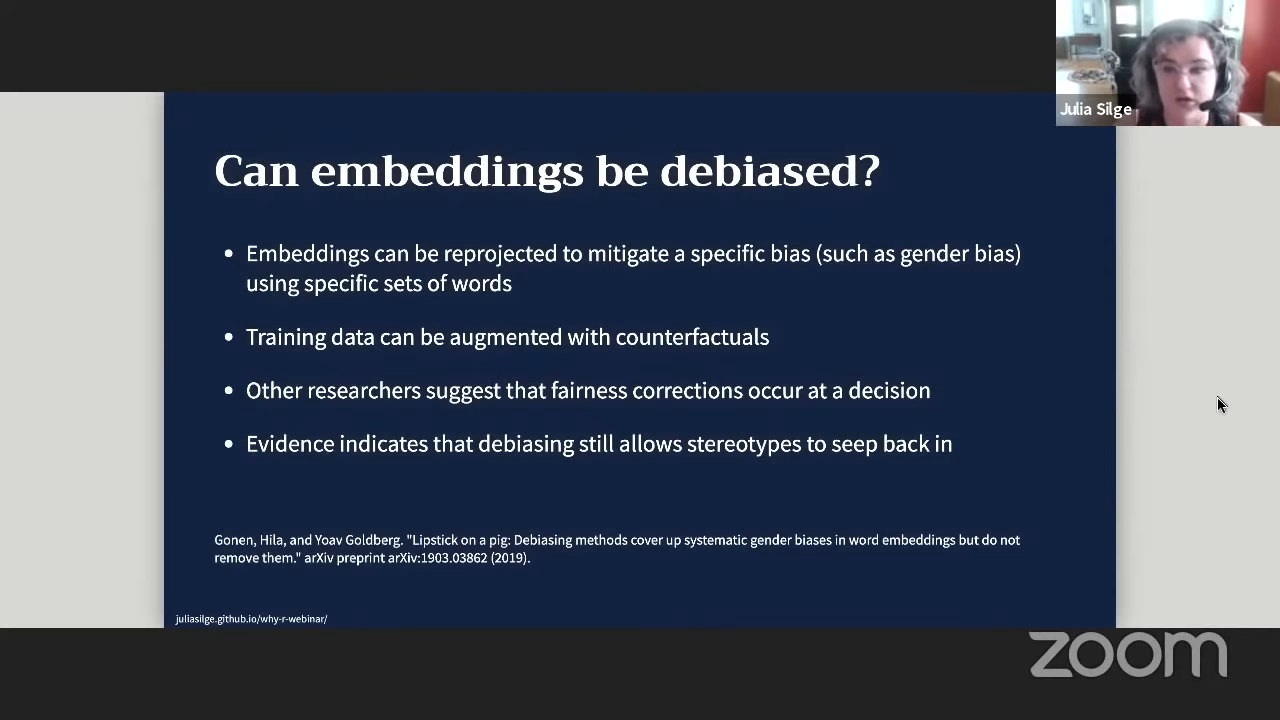 Julia Silge
Can embeddings be debiased?
• Embeddings can be reprojected to mitigate a specific bias (such as gender bias)
using specific sets of words
• Training data can be augmented with counterfactuals
• Other researchers suggest that fairness corrections occur at a decision
• Evidence indicates that debiasing still allows stereotypes to seep back in
Gonen, Hila, and Yoav Goldberg. "Lipstick on a pig: Debiasing methods cover up systematic gender biases in word embeddings but do not
remove them." arXiv preprint arXiv:1903.03862 (2019).
juliasilge.github.io/why-r-webinar/
zoom